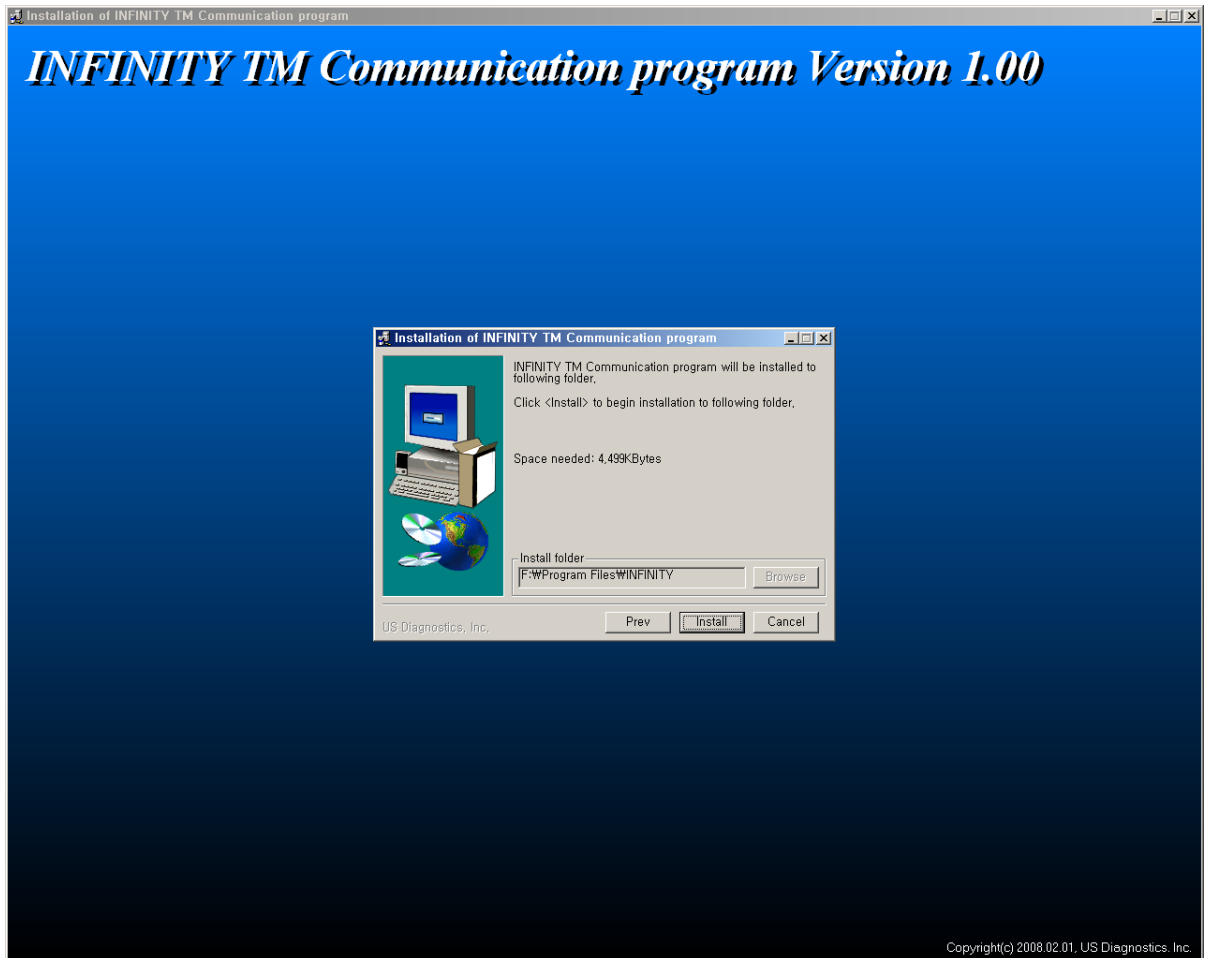 Installation of INFINITY TM Communication program
INFINITY TM Communication program Version 1.00
Installation of INFINITY TM Communication program
INFINITY TM Communication program will be installed to
following folder,
Click <Install> to begin installation to following folder,
Space needed: 4,499KBytes
Install folder
F:₩Program Files₩INFINITY
Browse
US Diagnostics, Inc,
Prev
Install
Cancel
Copyright(c) 2008.02.01, US Diagnostics. Inc.